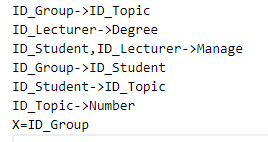 ID_Group->ID_Topic
ID_Lecturer->Degree
ID_Student,ID_Lecturer->Manage
ID_Group->ID_Student
ID_Student->ID_Topic
ID_Topic->Number
X=ID_Group